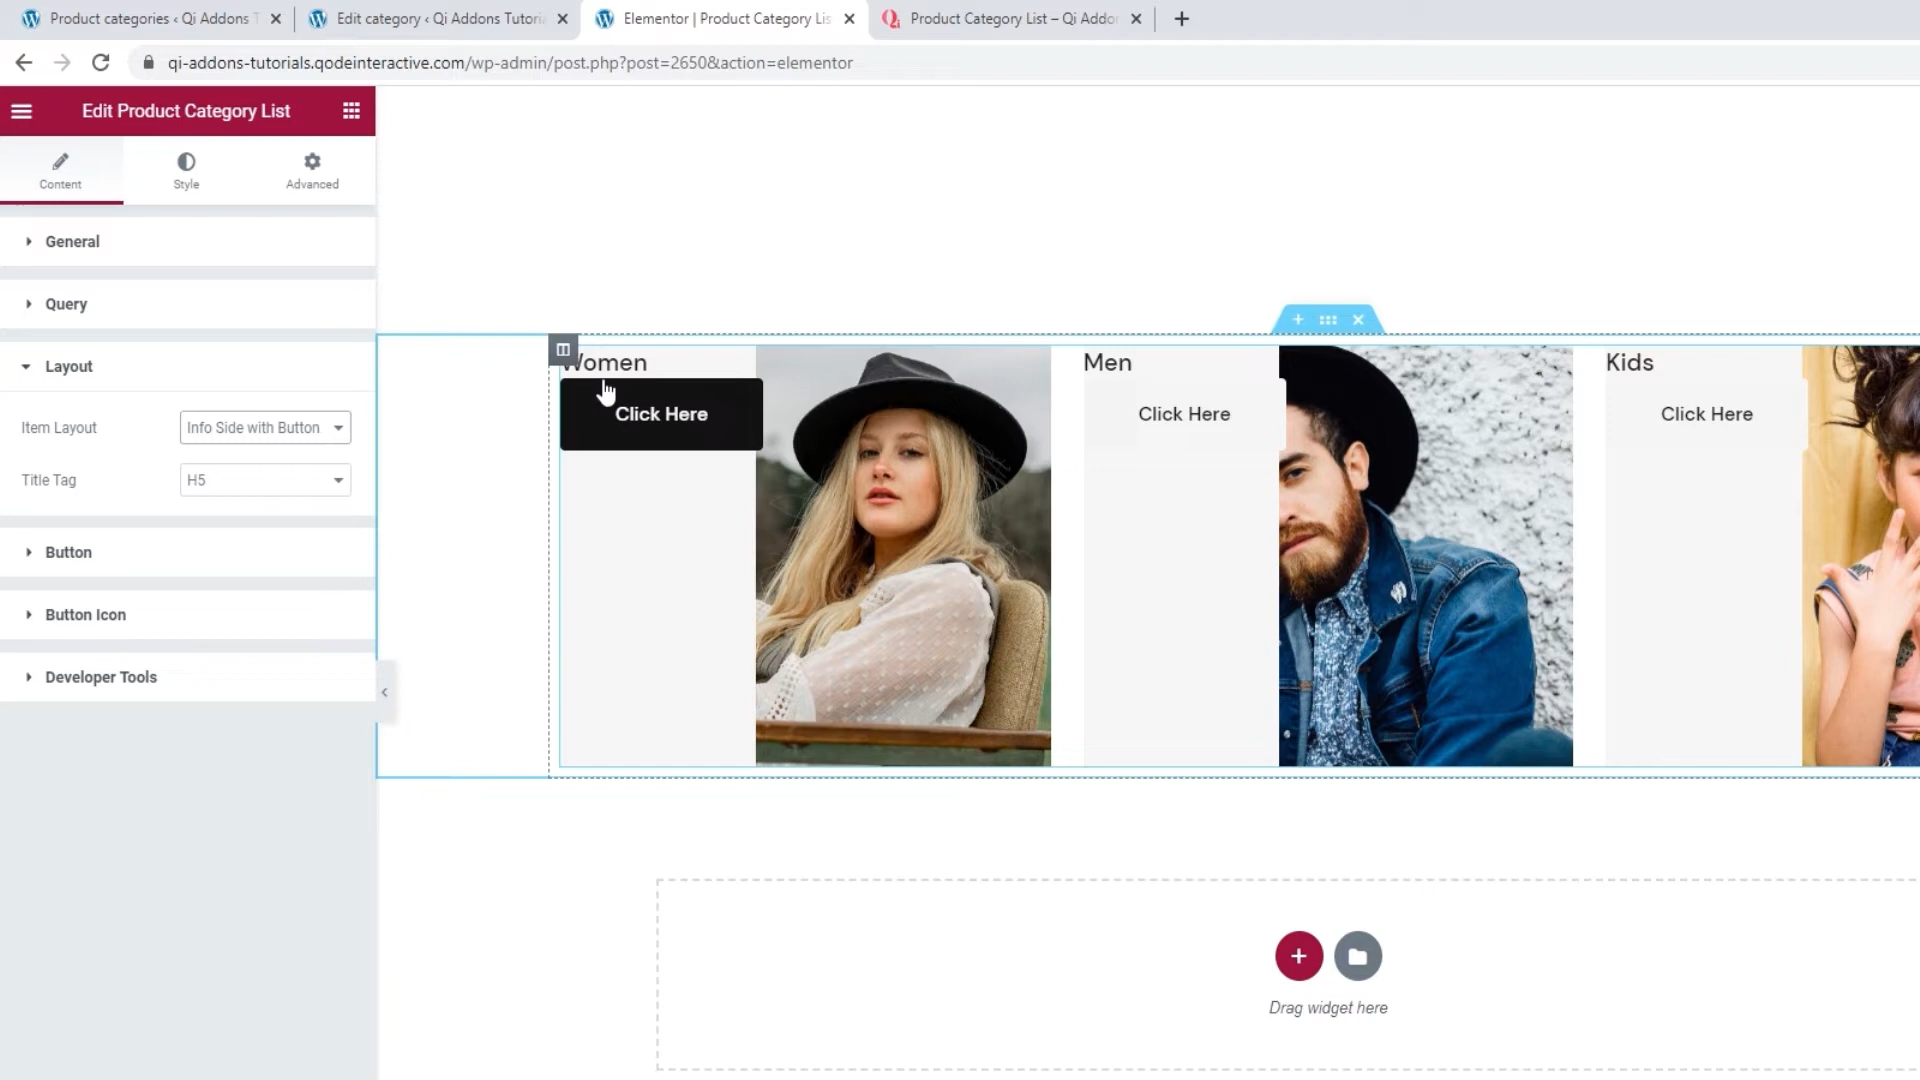 Product categories ‹ Qi Addons T
Edit category ‹ Qi Addons Tutori
Elementor | Product Category Lis
Product Category List – Qi Addon
qi-addons-tutorials.qodeinteractive.com/wp-admin/post.php?post=2650&action=elementor
Edit Product Category List
Content
Style
Advanced
General
Query
Layout
Item Layout
Info Side with Button
Title Tag
H5
Button
Button Icon
Developer Tools
Women
Click Here
Men
Click Here
Kids
Click Here
Drag widget here